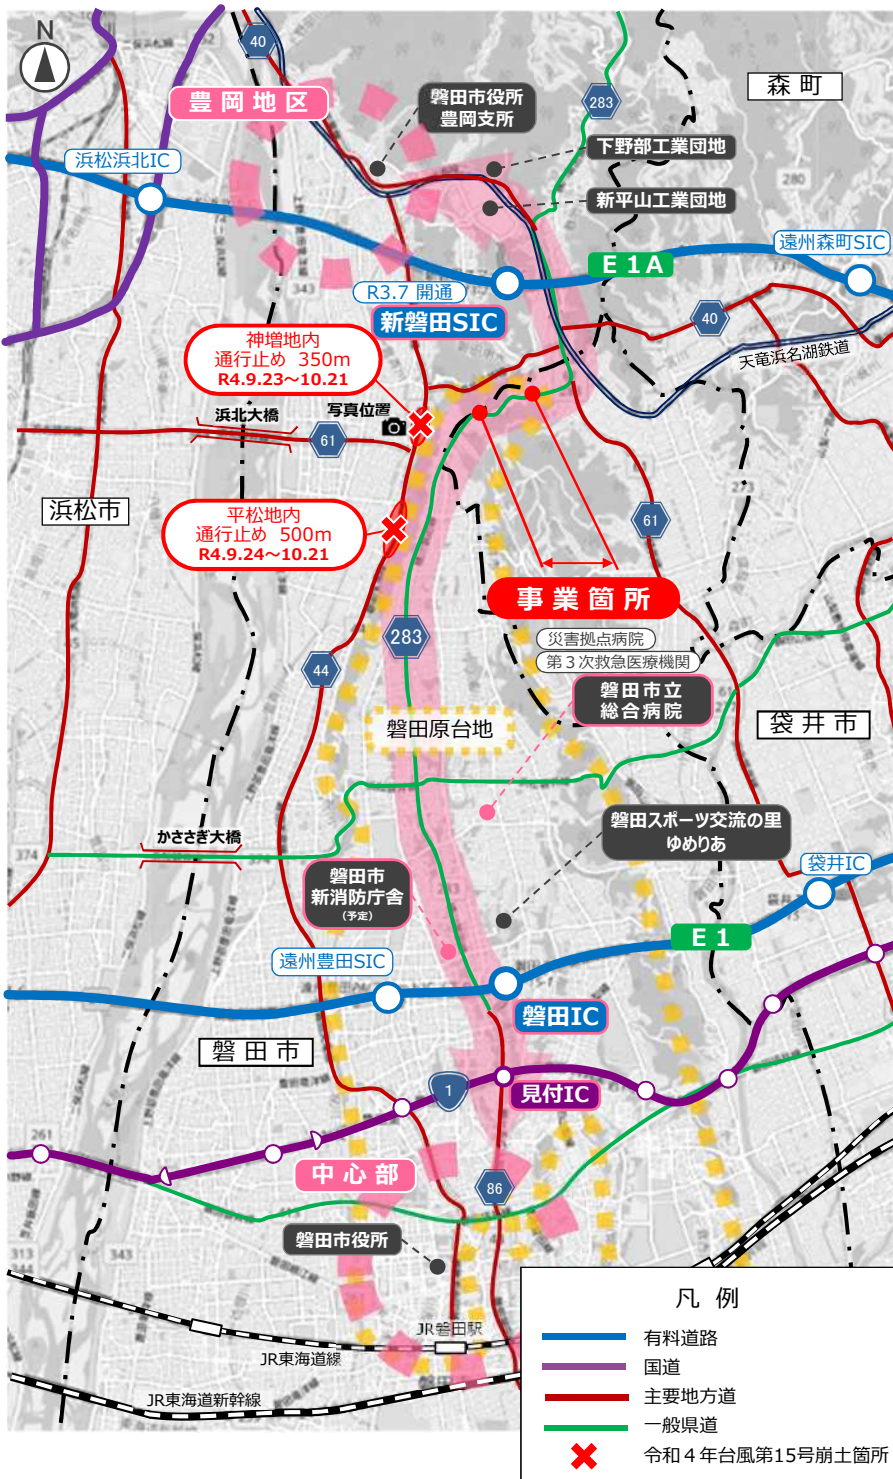 N
40
豊岡地区
磐田市役所
豊岡支所
283
森町
下野部工業団地
浜松浜北IC
新平山工業団地
280
遠州森町SIC
E1A
343
R3.7 開通
新磐田SIC
40
天竜浜名湖鉄道
神増地内
通行止め 350m
R4.9.23～10.21
浜北大橋
写真位置
61
浜松市
平松地内
通行止め 500m
R4.9.24～10.21
61
事業箇所
283
災害拠点病院
第３次救急医療機関
44
磐田市立
総合病院
磐田原台地
袋井市
磐田スポーツ交流の里
ゆめりあ
かささぎ大橋
374
袋井IC
磐田市
新消防庁舎
(予定)
E1
遠州豊田SIC
磐田IC
磐田市
1
見付IC
261
中心部
86
磐田市役所
313
344
343
JR磐田駅
JR東海道線
JR東海道新幹線
凡例
有料道路
国道
主要地方道
一般県道
令和４年台風第15号崩土箇所